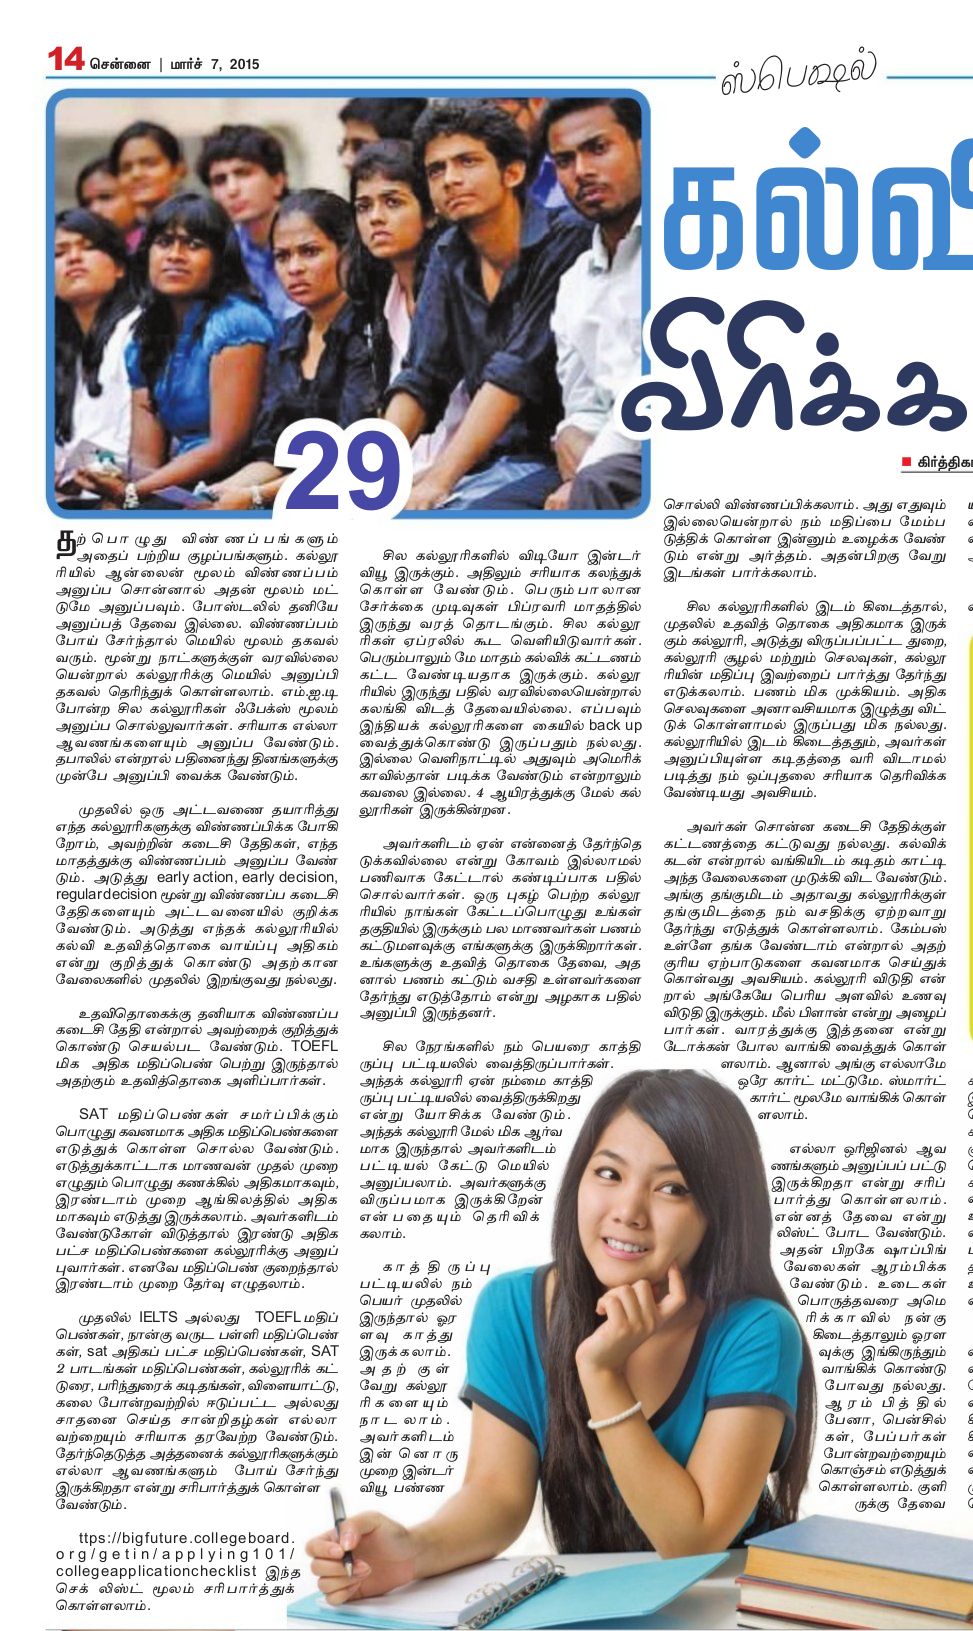 14 சென்னை | மார்ச் 7, 2015
ஸ்பெஷல்
கல்வி
விரிக்க
29
கிர்த்திகா
தற்பொழுது விண்ணப்பங்களும்
அதைப் பற்றிய குழப்பங்களும். கல்லூ
ரியில் ஆன்லைன் மூலம் விண்ணப்பம்
அனுப்ப சொன்னால் அதன் மூலம் மட்
டுமே அனுப்பவும். போஸ்டலில் தனியே
அனுப்பத் தேவை இல்லை. விண்ணப்பம்
போய் சேர்ந்தால் மெயில் மூலம் தகவல்
வரும். மூன்று நாட்களுக்குள் வரவில்லை
யென்றால் கல்லூரிக்கு மெயில் அனுப்பி
தகவல் தெரிந்துக் கொள்ளலாம். எம்.ஐ.டி
போன்ற சில கல்லூரிகள் ஃபேக்ஸ் மூலம்
அனுப்ப சொல்லுவார்கள். சரியாக எல்லா
ஆவணங்களையும் அனுப்ப வேண்டும்.
தபாலில் என்றால் பதினைந்து தினங்களுக்கு
முன்பே அனுப்பி வைக்க வேண்டும்.
முதலில் ஒரு அட்டவணை தயாரித்து
எந்த கல்லூரிகளுக்கு விண்ணப்பிக்க போகி
றோம், அவற்றின் கடைசி தேதிகள், எந்த
மாதத்துக்கு விண்ணப்பம் அனுப்ப வேண்
டும். அடுத்து early action, early decision,
regulardecision மூன்று விண்ணப்ப கடைசி
தேதிகளையும் அட்டவனையில் குறிக்க
வேண்டும். அடுத்து எந்தக் கல்லூரியில்
கல்வி உதவித்தொகை வாய்ப்பு அதிகம்
என்று குறித்துக் கொண்டு அதற்கான
வேலைகளில் முதலில் இறங்குவது நல்லது.
உதவிதொகைக்கு தனியாக விண்ணப்ப
கடைசி தேதி என்றால் அவற்றைக் குறித்துக்
கொண்டு செயல்பட வேண்டும். TOEFL
மிக அதிக மதிப்பெண் பெற்று இருந்தால்
அதற்கும் உதவித்தொகை அளிப்பார்கள்.
SAT மதிப்பெண்கள் சமர்ப்பிக்கும்
பொழுது கவனமாக அதிக மதிப்பெண்களை
எடுத்துக் கொள்ள சொல்ல வேண்டும்.
எடுத்துக்காட்டாக மாணவன் முதல் முறை
எழுதும் பொழுது கணக்கில் அதிகமாகவும்,
இரண்டாம் முறை ஆங்கிலத்தில் அதிக
மாகவும் எடுத்து இருக்கலாம். அவர்களிடம்
வேண்டுகோள் விடுத்தால் இரண்டு அதிக
பட்ச மதிப்பெண்களை கல்லூரிக்கு அனுப்
புவார்கள். எனவே மதிப்பெண் குறைந்தால்
இரண்டாம் முறை தேர்வு எழுதலாம்.
முதலில் IELTS அல்லது TOEFL மதிப்
பெண்கள், நான்கு வருட பள்ளி மதிப்பெண்
கள், sat அதிகப் பட்ச மதிப்பெண்கள், SAT
2 பாடங்கள் மதிப்பெண்கள், கல்லூரிக் கட்
டுரை, பரிந்துரைக் கடிதங்கள், விளையாட்டு,
கலை போன்றவற்றில் ஈடுப்பட்ட அல்லது
சாதனை செய்த சான்றிதழ்கள் எல்லா
வற்றையும் சரியாக தரவேற்ற வேண்டும்.
தேர்ந்தெடுத்த அத்தனைக் கல்லூரிகளுக்கும்
எல்லா ஆவணங்களும் போய் சேர்ந்து
இருக்கிறதா என்று சரிபார்த்துக் கொள்ள
வேண்டும்.
ttps://bigfuture.collegeboard.
org/getin/applying101/
collegeapplicationchecklist இந்த
செக் லிஸ்ட் மூலம் சரிபார்த்துக்
கொள்ளலாம்.
சில கல்லூரிகளில் விடியோ இன்டர்
வியூ இருக்கும். அதிலும் சரியாக கலந்துக்
கொள்ள வேண்டும். பெரும்பாலான
சேர்க்கை முடிவுகள் பிப்ரவரி மாதத்தில்
இருந்து வரத் தொடங்கும். சில கல்லூ
ரிகள் ஏப்ரலில் கூட வெளியிடுவார்கள்.
பெரும்பாலும் மே மாதம் கல்விக் கட்டணம்
கட்ட வேண்டியதாக இருக்கும். கல்லூ
ரியில் இருந்து பதில் வரவில்லையென்றால்
கலங்கி விடத் தேவையில்லை. எப்பவும்
இந்தியக் கல்லூரிகளை கையில் back up
வைத்துக்கொண்டு இருப்பதும் நல்லது.
இல்லை வெளிநாட்டில் அதுவும் அமெரிக்
காவில்தான் படிக்க வேண்டும் என்றாலும்
கவலை இல்லை. 4 ஆயிரத்துக்கு மேல் கல்
லூரிகள் இருக்கின்றன.
அவர்களிடம் ஏன் என்னைத் தேர்ந்தெ
டுக்கவில்லை என்று கோவம் இல்லாமல்
பணிவாக கேட்டால் கண்டிப்பாக பதில்
சொல்வார்கள். ஒரு புகழ் பெற்ற கல்லூ
ரியில் நாங்கள் கேட்டப்பொழுது உங்கள்
தகுதியில் இருக்கும் பல மாணவர்கள் பணம்
கட்டுமளவுக்கு எங்களுக்கு இருக்கிறார்கள்.
உங்களுக்கு உதவித் தொகை தேவை, அத
னால் பணம் கட்டும் வசதி உள்ளவர்களை
தேர்ந்து எடுத்தோம் என்று அழகாக பதில்
அனுப்பி இருந்தனர்.
சில நேரங்களில் நம் பெயரை காத்தி
ருப்பு பட்டியலில் வைத்திருப்பார்கள்.
அந்தக் கல்லூரி ஏன் நம்மை காத்தி
ருப்பு பட்டியலில் வைத்திருக்கிறது
என்று யோசிக்க வேண்டும்.
அந்தக் கல்லூரி மேல் மிக ஆர்வ
மாக இருந்தால் அவர்களிடம்
பட்டியல் கேட்டு மெயில்
அனுப்பலாம். அவர்களுக்கு
விருப்பமாக இருக்கிறேன்
என்பதையும் தெரிவிக்
கலாம்.
காத்திருப்பு
பட்டியலில் நம்
பெயர் முதலில்
இருந்தால் ஓர
ளவு காத்து
இருக்கலாம்.
அதற்குள்
வேறு கல்லூ
ரிகளையும்
நாடலாம்.
அவர்களிடம்
இன்னொரு
முறை இன்டர்
வியூ பண்ண
சொல்லி விண்ணப்பிக்கலாம். அது எதுவும்
இல்லையென்றால் நம் மதிப்பை மேம்ப
டுத்திக் கொள்ள இன்னும் உழைக்க வேண்
டும் என்று அர்த்தம். அதன்பிறகு வேறு
இடங்கள் பார்க்கலாம்.
சில கல்லூரிகளில் இடம் கிடைத்தால்,
முதலில் உதவித் தொகை அதிகமாக இருக்
கும் கல்லூரி, அடுத்து விருப்பப்பட்ட துறை,
கல்லூரி சூழல் மற்றும் செலவுகள், கல்லூ
ரியின் மதிப்பு இவற்றைப் பார்த்து தேர்ந்து
எடுக்கலாம். பணம் மிக முக்கியம். அதிக
செலவுகளை அனாவசியமாக இழுத்து விட்
டுக் கொள்ளாமல் இருப்பது மிக நல்லது.
கல்லூரியில் இடம் கிடைத்ததும், அவர்கள்
அனுப்பியுள்ள கடிதத்தை வரி விடாமல்
படித்து நம் ஒப்புதலை சரியாக தெரிவிக்க
வேண்டியது அவசியம்.
அவர்கள் சொன்ன கடைசி தேதிக்குள்
கட்டணத்தை கட்டுவது நல்லது. கல்விக்
கடன் என்றால் வங்கியிடம் கடிதம் காட்டி
அந்த வேலைகளை முடுக்கி விட வேண்டும்.
அங்கு தங்குமிடம் அதாவது கல்லூரிக்குள்
தங்குமிடத்தை நம் வசதிக்கு ஏற்றவாறு
தேர்ந்து எடுத்துக் கொள்ளலாம். கேம்பஸ்
உள்ளே தங்க வேண்டாம் என்றால் அதற்
குரிய ஏற்பாடுகளை கவனமாக செய்துக்
கொள்வது அவசியம். கல்லூரி விடுதி என்
றால் அங்கேயே பெரிய அளவில் உணவு
விடுதி இருக்கும். மீல் பிளான் என்று அழைப்
பார்கள். வாரத்துக்கு இத்தனை என்று
டோக்கன் போல வாங்கி வைத்துக் கொள்
ளலாம். ஆனால் அங்கு எல்லாமே
ஒரே கார்ட் மட்டுமே. ஸ்மார்ட்
கார்ட் மூலமே வாங்கிக் கொள்
ளலாம்.
எல்லா ஒரிஜினல் ஆவ
ணங்களும் அனுப்பப் பட்டு
இருக்கிறதா என்று சரிப்
பார்த்து கொள்ளலாம்.
என்னத் தேவை என்று
லிஸ்ட் போட வேண்டும்.
அதன் பிறகே ஷாப்பிங்
வேலைகள் ஆரம்பிக்க
வேண்டும். உடைகள்
பொருத்தவரை அமெ
ரிக்காவில் நன்கு
கிடைத்தாலும் ஓரள
வுக்கு இங்கிருந்தும்
வாங்கிக் கொண்டு
போவது நல்லது.
ஆரம்பித்தில்
பேனா, பென்சில்
கள், பேப்பர்கள்
போன்றவற்றையும்
கொஞ்சம் எடுத்துக்
கொள்ளலாம். குளி
ருக்கு தேவை